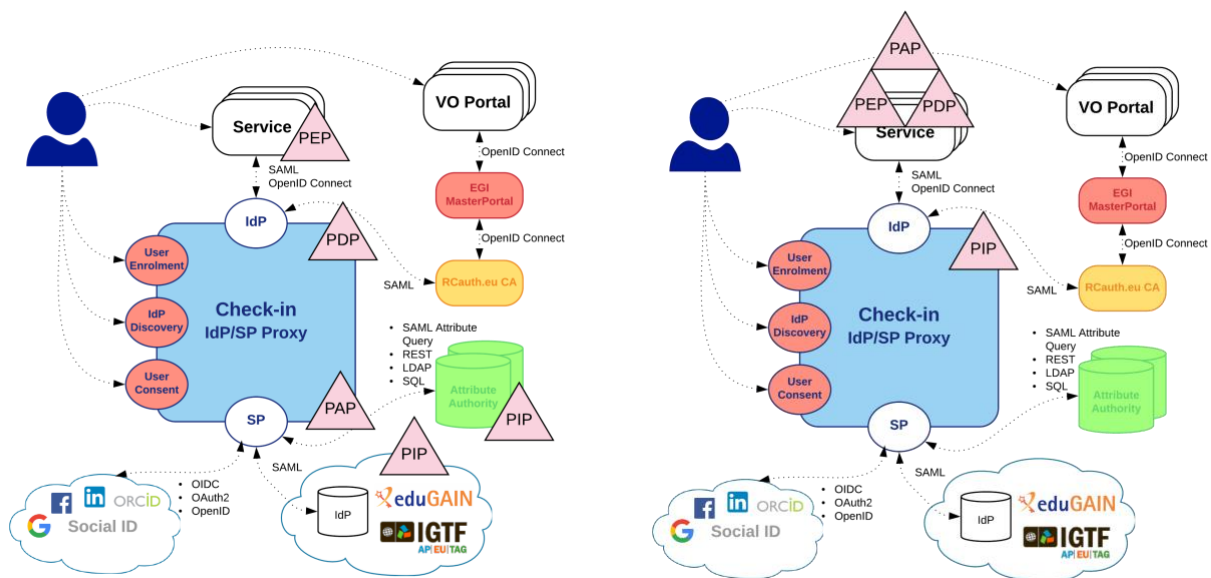 VO Portal
Service
PEP
SAML
OpenID Connect
OpenID Connect
EGI
MasterPortal
IdP
PDP
OpenID Connect
User
Enrolment
RCauth.eu CA
SAML
Check-in
IdP/SP Proxy
IdP
Discovery
• SAML Attribute
Query
• REST
• LDAP
• SQL
User
Consent
Attribute
Authority
PAP
PIP
SP
PIP
SAML
• OIDC
• OAuth2
• OpenID
f
in
ORCID
G
Social ID
IdP
eduGAIN
IGTF
AP|EU|TAG
PAP
PEP
PDP
Service
VO Portal
SAML
OpenID Connect
OpenID Connect
EGI
MasterPortal
IdP
PIP
OpenID Connect
User
Enrolment
RCauth.eu CA
SAML
Check-in
IdP/SP Proxy
IdP
Discovery
• SAML Attribute
Query
• REST
• LDAP
• SQL
User
Consent
Attribute
Authority
SP
SAML
• OIDC
• OAuth2
• OpenID
f
in
ORCID
G
Social ID
IdP
eduGAIN
IGTF
AP|EU|TAG